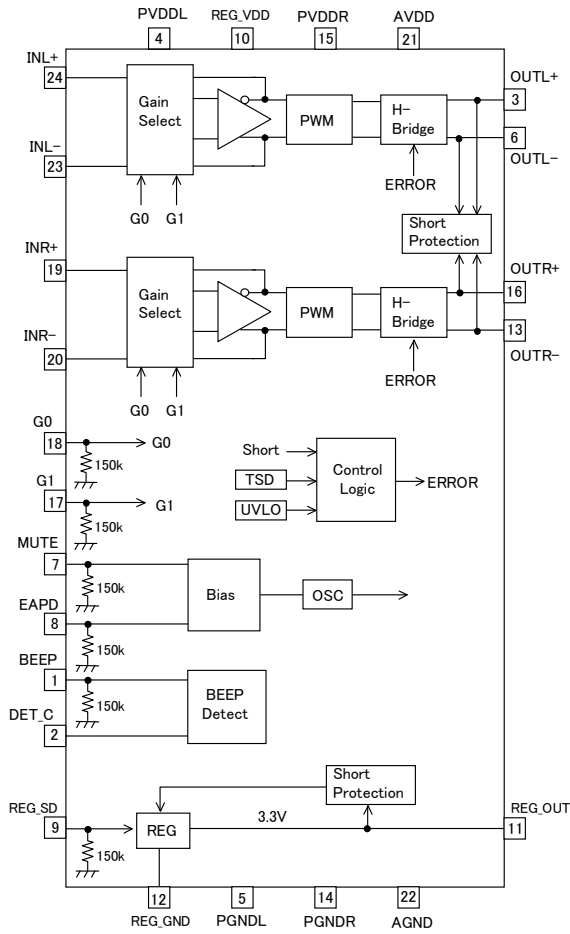 PVDDL REG_VDD PVDDR AVDD
4 10 15 21
INL+
24
INL-
23
Gain
Select
G0 G1
PWM
H-
Bridge
ERROR
OUTL+
3
6
OUTL-
Short
Protection
INR+
19
INR-
20
Gain
Select
G0 G1
PWM
H-
Bridge
ERROR
OUTR+
16
13
OUTR-
G0
18
G0
150k
G1
17
G1
150k
Short
TSD
UVLO
Control
Logic
ERROR
MUTE
7
150k
EAPD
8
150k
Bias
OSC
BEEP
1
150k
DET_C
2
BEEP
Detect
Short
Protection
REG_SD
9
150k
REG
3.3V
REG_OUT
11
12 5 14 22
REG_GND PGNDL PGNDR AGND